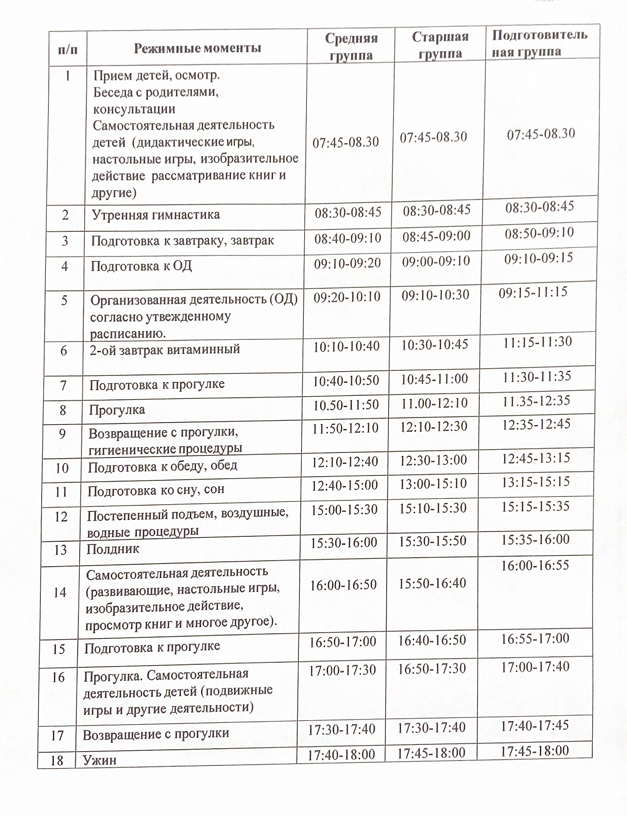 п/п Режимные моменты Средняя группа Старшая группа Подготовитель ная группа
1 Прием детей, осмотр.
Беседа с родителями,
консультации
Самостоятельная деятельность
детей (дидактические игры, 07:45-08.30 07:45-08.30 07:45-08.30
настольные игры, изобразительное
действие рассматривание книг и
другие)
2 Утренняя гимнастика 08:30-08:45 08:30-08:45 08:30-08:45
3 Подготовка к завтраку, завтрак 08:40-09:10 08:45-09:00 08:50-09:10
4 Подготовка к ОД 09:10-09:20 09:00-09:10 09:10-09:15
5 Организованная деятельность (ОД) 09:20-10:10 09:10-10:30 09:15-11:15
согласно утвежденному
расписанию.
6 2-ой завтрак витаминный 10:10-10:40 10:30-10:45 11:15-11:30
7 Подготовка к прогулке 10:40-10:50 10:45-11:00 11:30-11:35
8 Прогулка 10.50-11:50 11.00-12:10 11.35-12:35
9 Возвращение с прогулки, 11:50-12:10 12:10-12:30 12:35-12:45
гигиенические процедуры
10 Подготовка к обеду, обед 12:10-12:40 12:30-13:00 12:45-13:15
11 Подготовка ко сну, сон 12:40-15:00 13:00-15:10 13:15-15:15
12 Постепенный подъем, воздушные, 15:00-15:30 15:10-15:30 15:15-15:35
водные процедуры
13 Полдник 15:30-16:00 15:30-15:50 15:35-16:00
14 Самостоятельная деятельность 16:00-16:50 15:50-16:40 16:00-16:55
(развивающие, настольные игры,
изобразительное действие,
просмотр книг и многое другое).
15 Подготовка к прогулке 16:50-17:00 16:40-16:50 16:55-17:00
16 Прогулка. Самостоятельная 17:00-17:30 16:50-17:30 17:00-17:40
деятельность детей (подвижные
игры и другие деятельности)
17 Возвращение с прогулки 17:30-17:40 17:30-17:40 17:40-17:45
18 Ужин 17:40-18:00 17:45-18:00 17:45-18:00